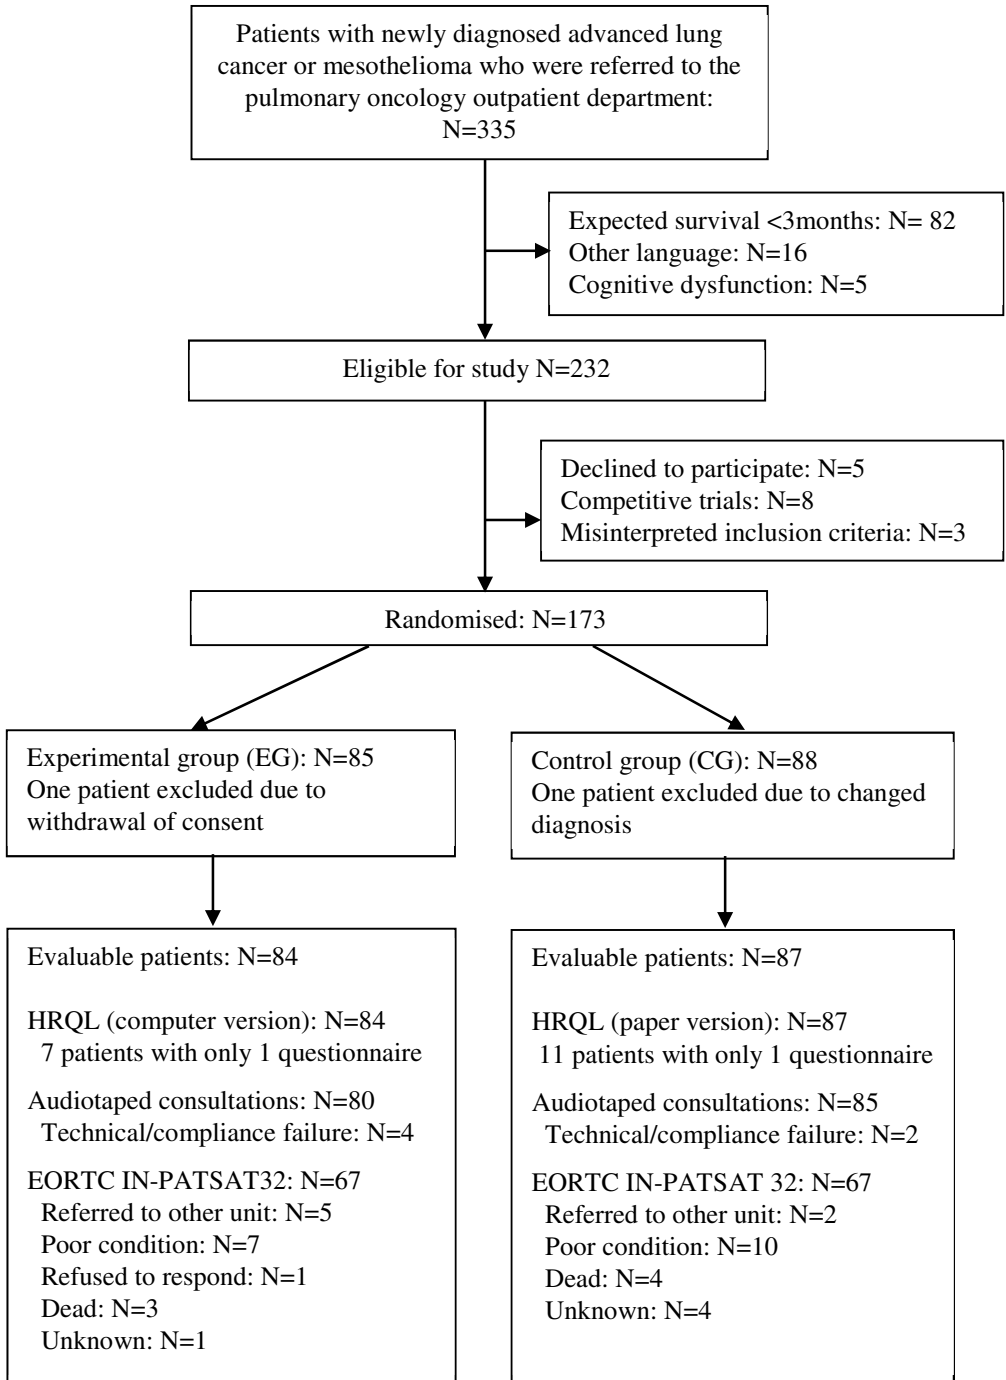 Patients with newly diagnosed advanced lung
cancer or mesothelioma who were referred to the
pulmonary oncology outpatient department:
N=335
Expected survival <3months: N= 82
Other language: N=16
Cognitive dysfunction: N=5
Eligible for study N=232
Declined to participate: N=5
Competitive trials: N=8
Misinterpreted inclusion criteria: N=3
Randomised: N=173
Experimental group (EG): N=85
One patient excluded due to
withdrawal of consent
Control group (CG): N=88
One patient excluded due to changed
diagnosis
Evaluable patients: N=84
HRQL (computer version): N=84
7 patients with only 1 questionnaire
Audiotaped consultations: N=80
Technical/compliance failure: N=4
EORTC IN-PATSAT32: N=67
Referred to other unit: N=5
Poor condition: N=7
Refused to respond: N=1
Dead: N=3
Unknown: N=1
Evaluable patients: N=87
HRQL (paper version): N=87
11 patients with only 1 questionnaire
Audiotaped consultations: N=85
Technical/compliance failure: N=2
EORTC IN-PATSAT 32: N=67
Referred to other unit: N=2
Poor condition: N=10
Dead: N=4
Unknown: N=4